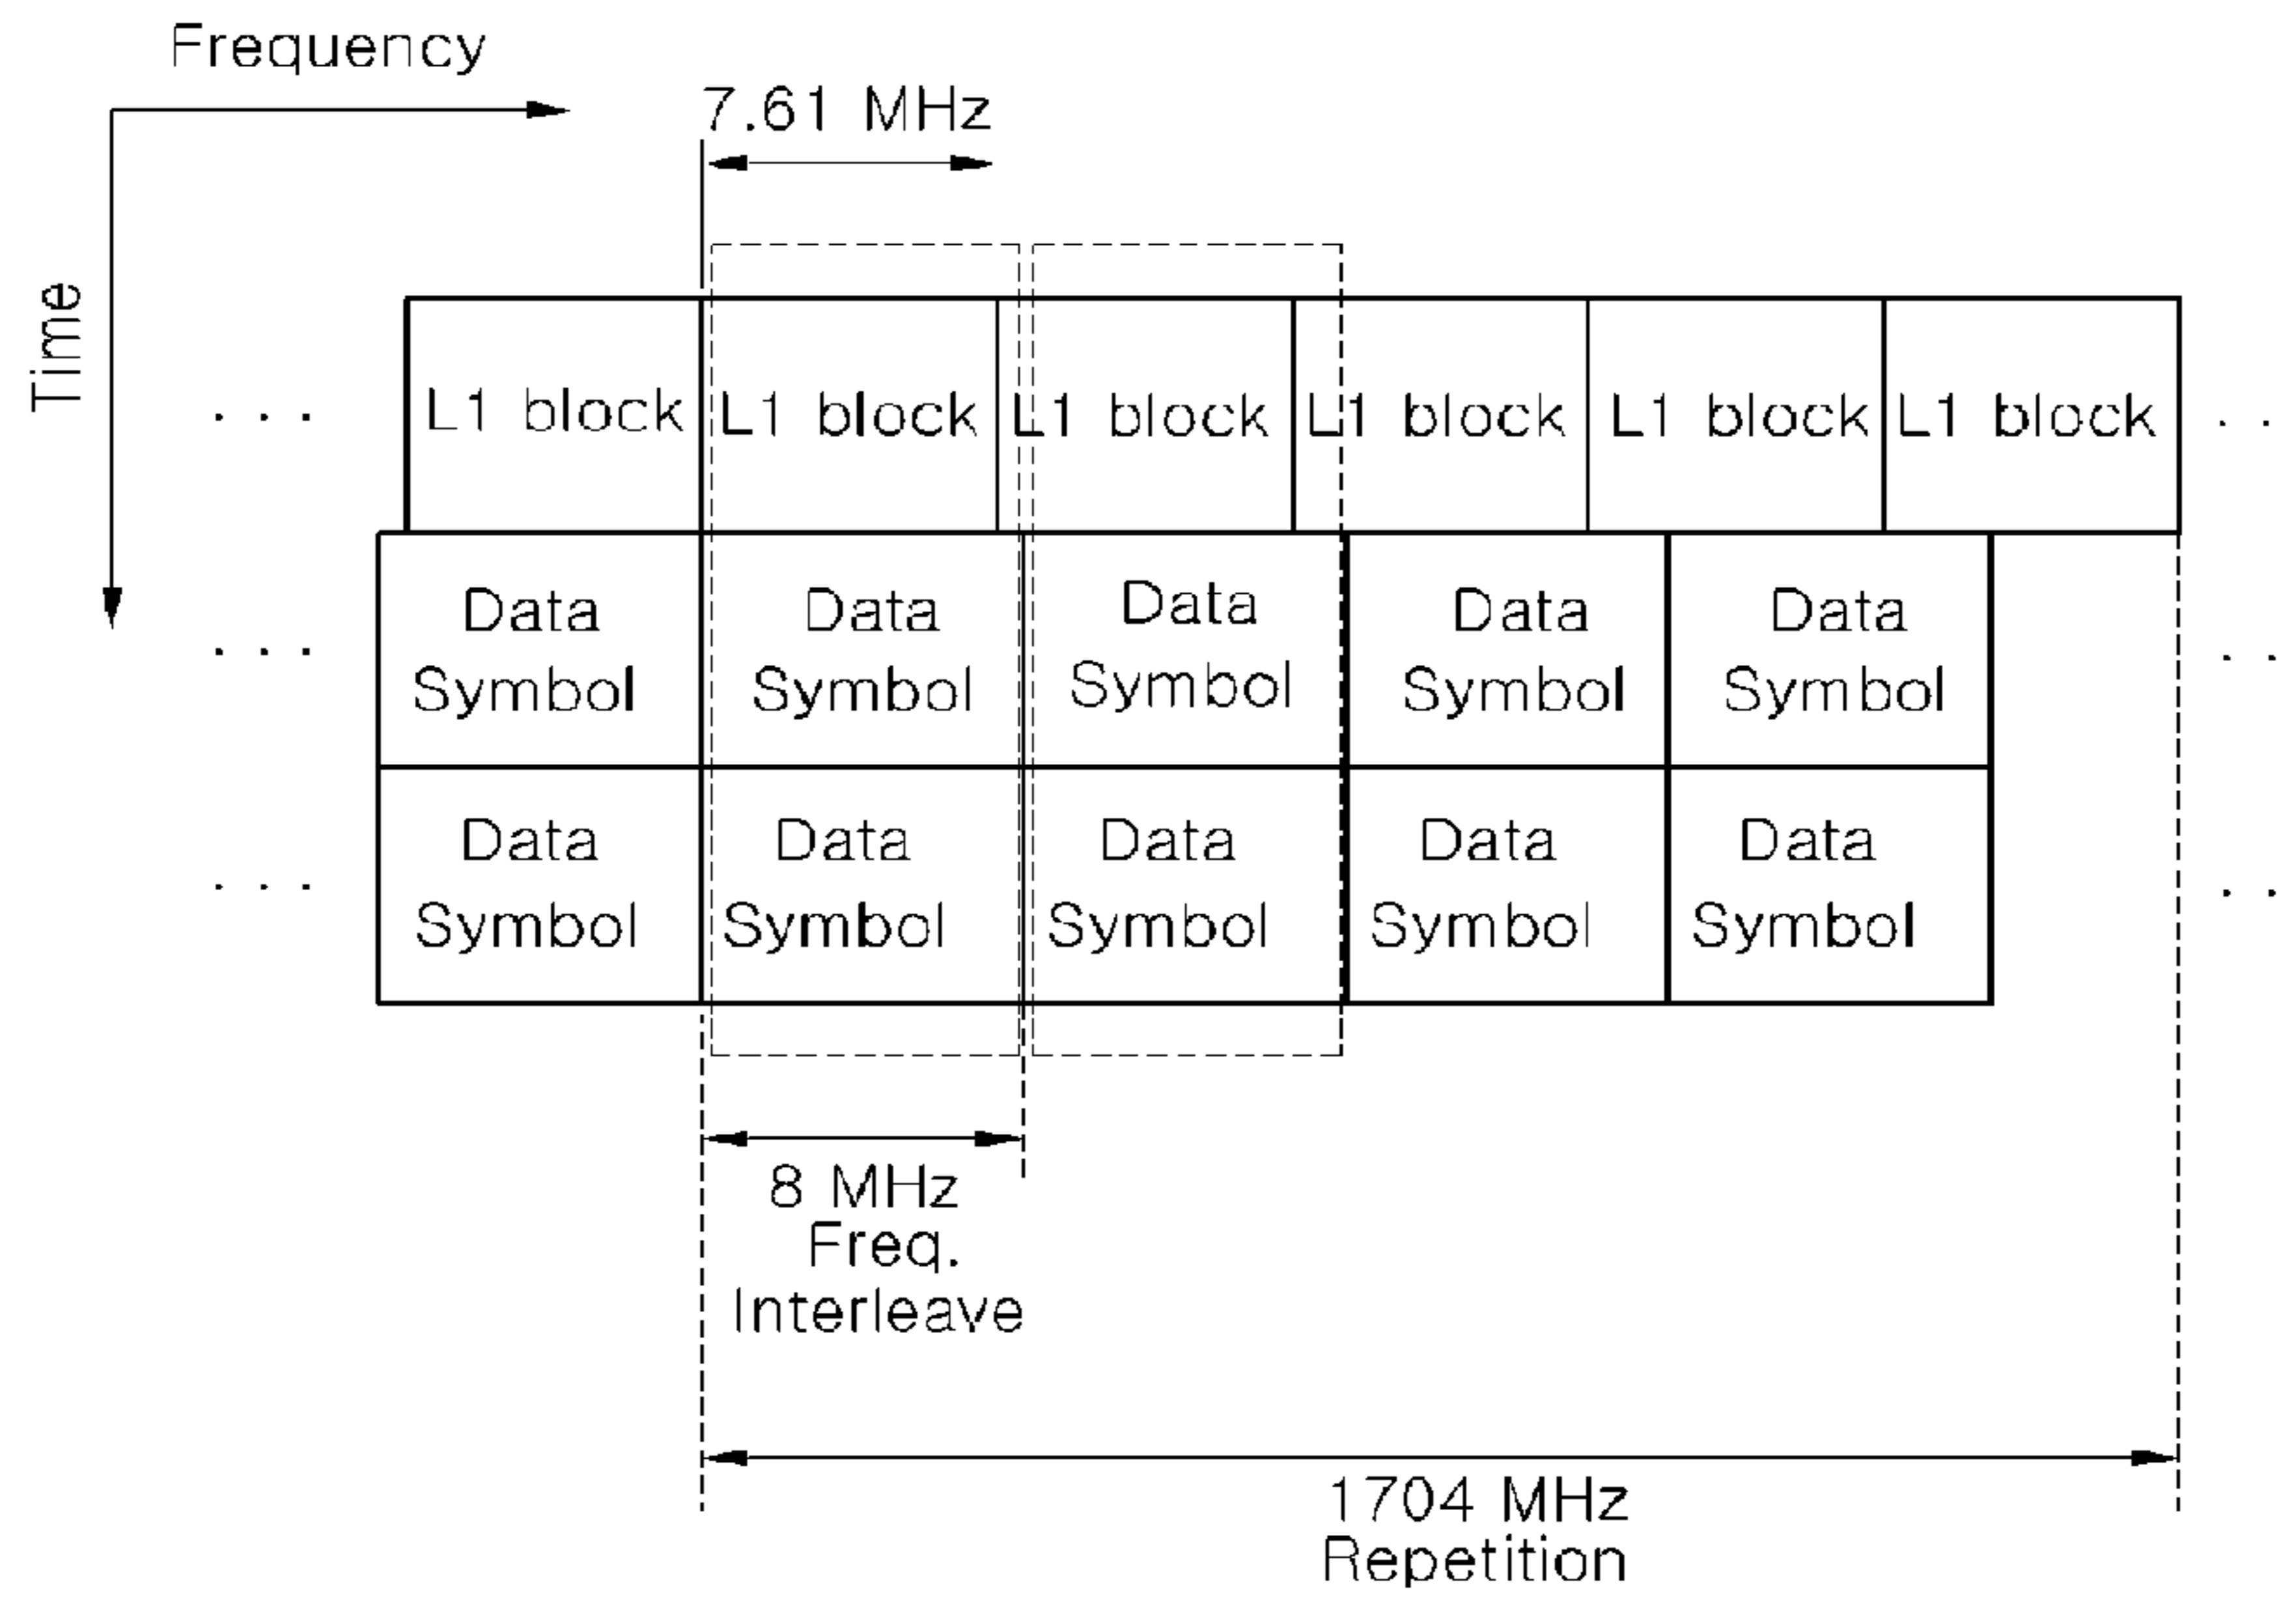 Frequency
7.61 MHz
Time
... L1 block L1 block L1 block L1 block L1 block L1 block ..
Data Data Data Data Data
... Symbol Symbol Symbol Symbol Symbol ..
Data Data Data Data Data
... Symbol Symbol Symbol Symbol Symbol ..
8 MHz
Freq.
Interleave
1704 MHz
Repetition